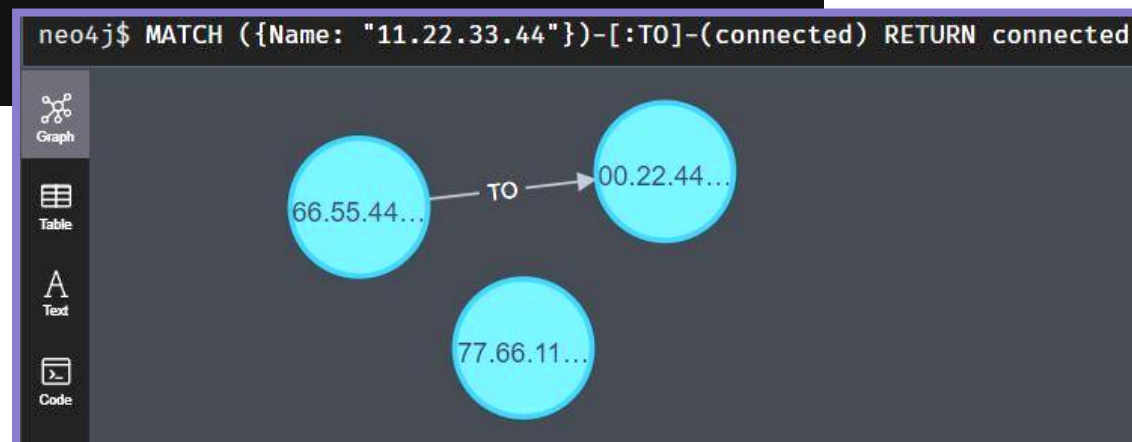 neo4j$ MATCH ({Name: "11.22.33.44"})-[:TO]-(connected) RETURN connected
Graph
66.55.44...
TO
00.22.44...
Table
A
Text
77.66.11...
Code